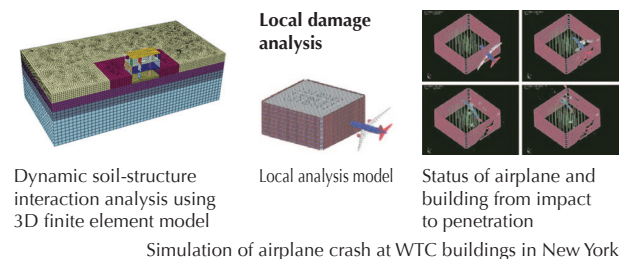 Local damage
analysis
Dynamic soil-structure
interaction analysis using
3D finite element model
Local analysis model
Status of airplane and
building from impact
to penetration
Simulation of airplane crash at WTC buildings in New York